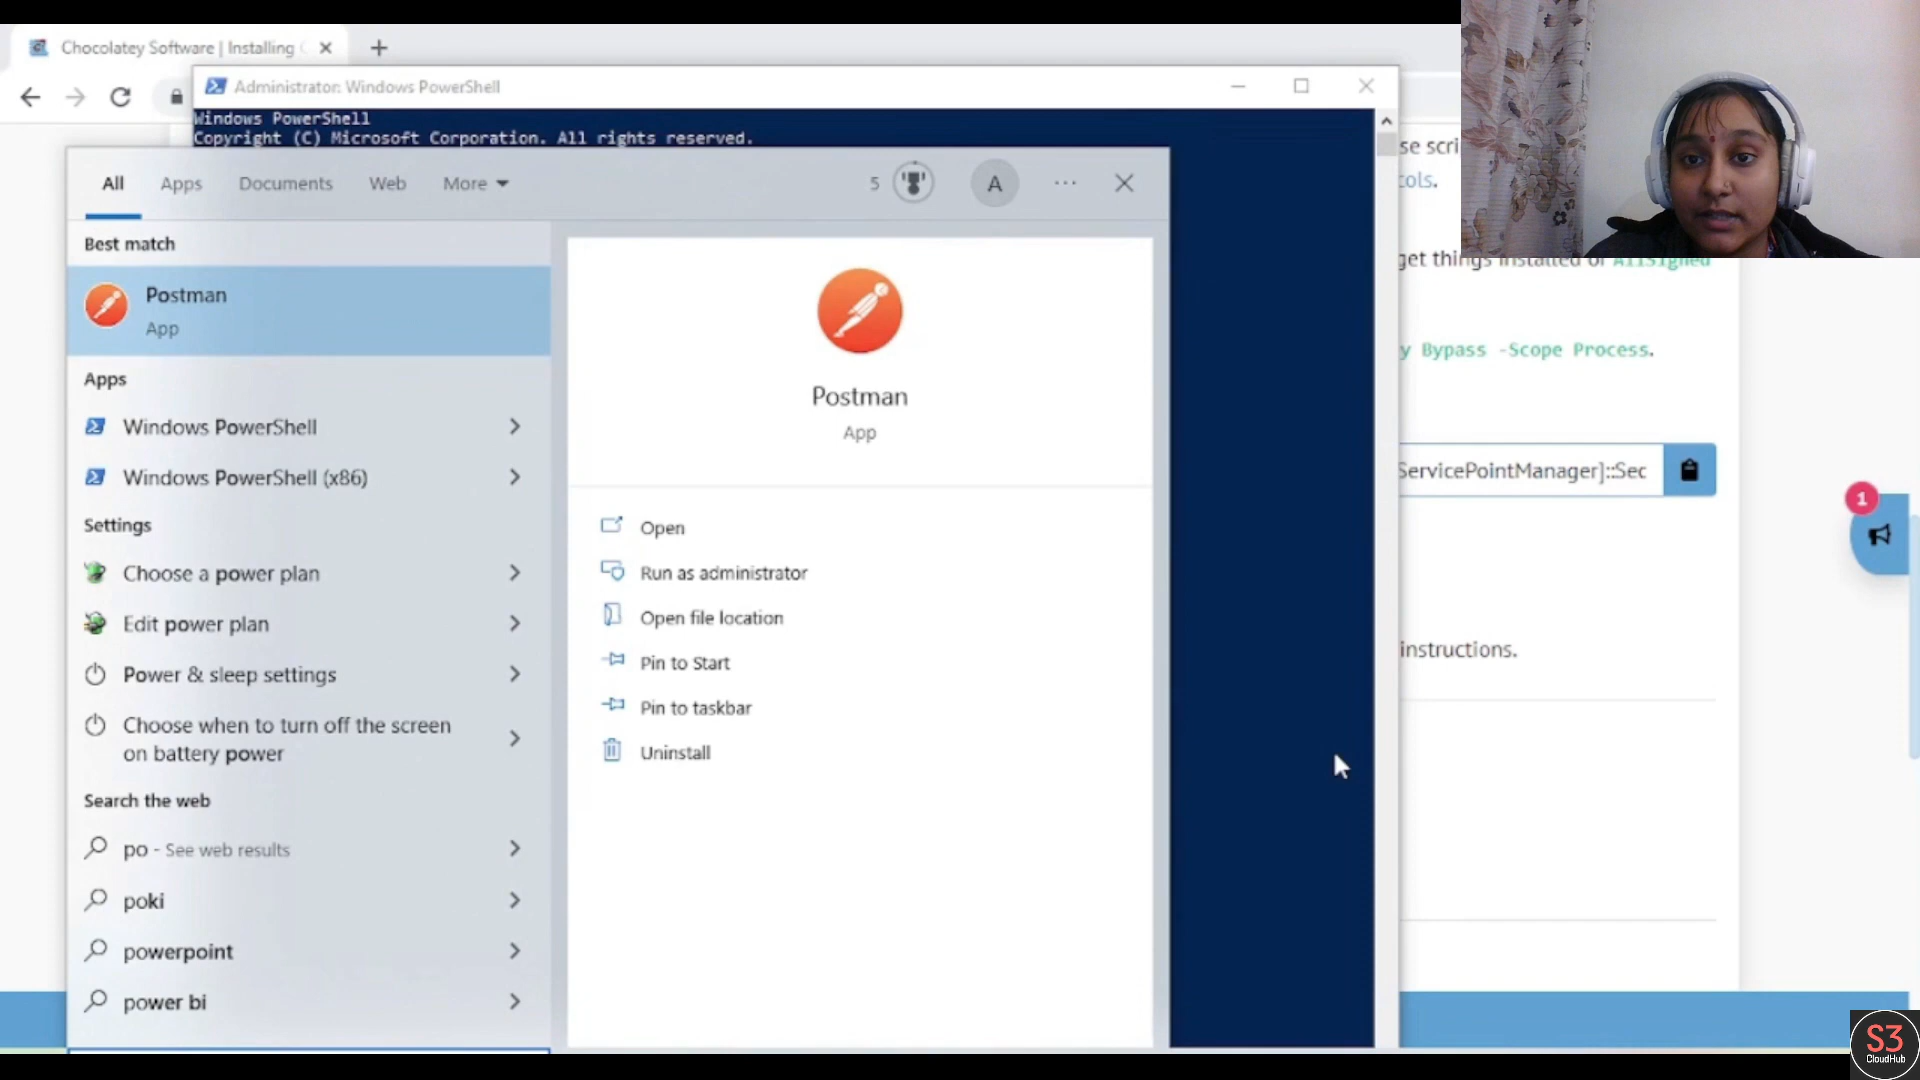 Chocolatey Software | Installing
Administrator: Windows PowerShell
Windows PowerShell
Copyright (C) Microsoft Corporation. All rights reserved.
All
Apps
Documents
Web
More
5
A
Best match
Postman
App
Apps
Windows PowerShell
Windows PowerShell (x86)
Settings
Choose a power plan
Edit power plan
Power & sleep settings
Choose when to turn off the screen
on battery power
Search the web
po - See web results
poki
powerpoint
power bi
Postman
App
Open
Run as administrator
Open file location
Pin to Start
Pin to taskbar
Uninstall
se scri
cols.
get things installed or AllSigned
y Bypass -Scope Process.
ServicePointManager]::Sec
1
instructions.
S3
CloudHub